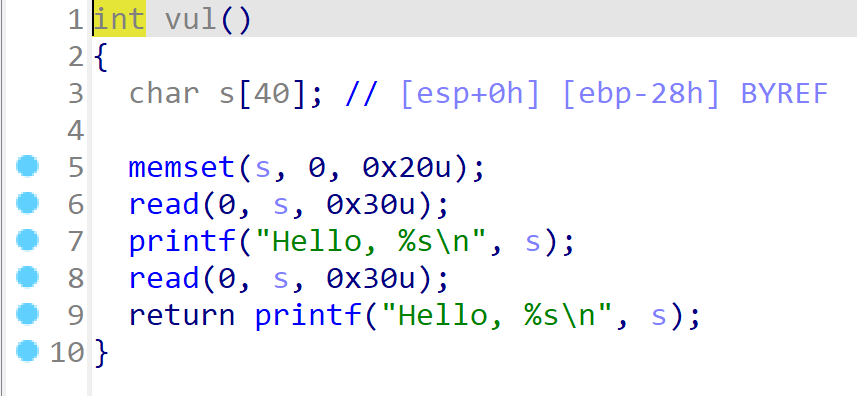 1 int vul()
2 {
3   char s[40]; // [esp+0h] [ebp-28h] BYREF
4
5   memset(s, 0, 0x20u);
6   read(0, s, 0x30u);
7   printf("Hello, %s\n", s);
8   read(0, s, 0x30u);
9   return printf("Hello, %s\n", s);
10 }